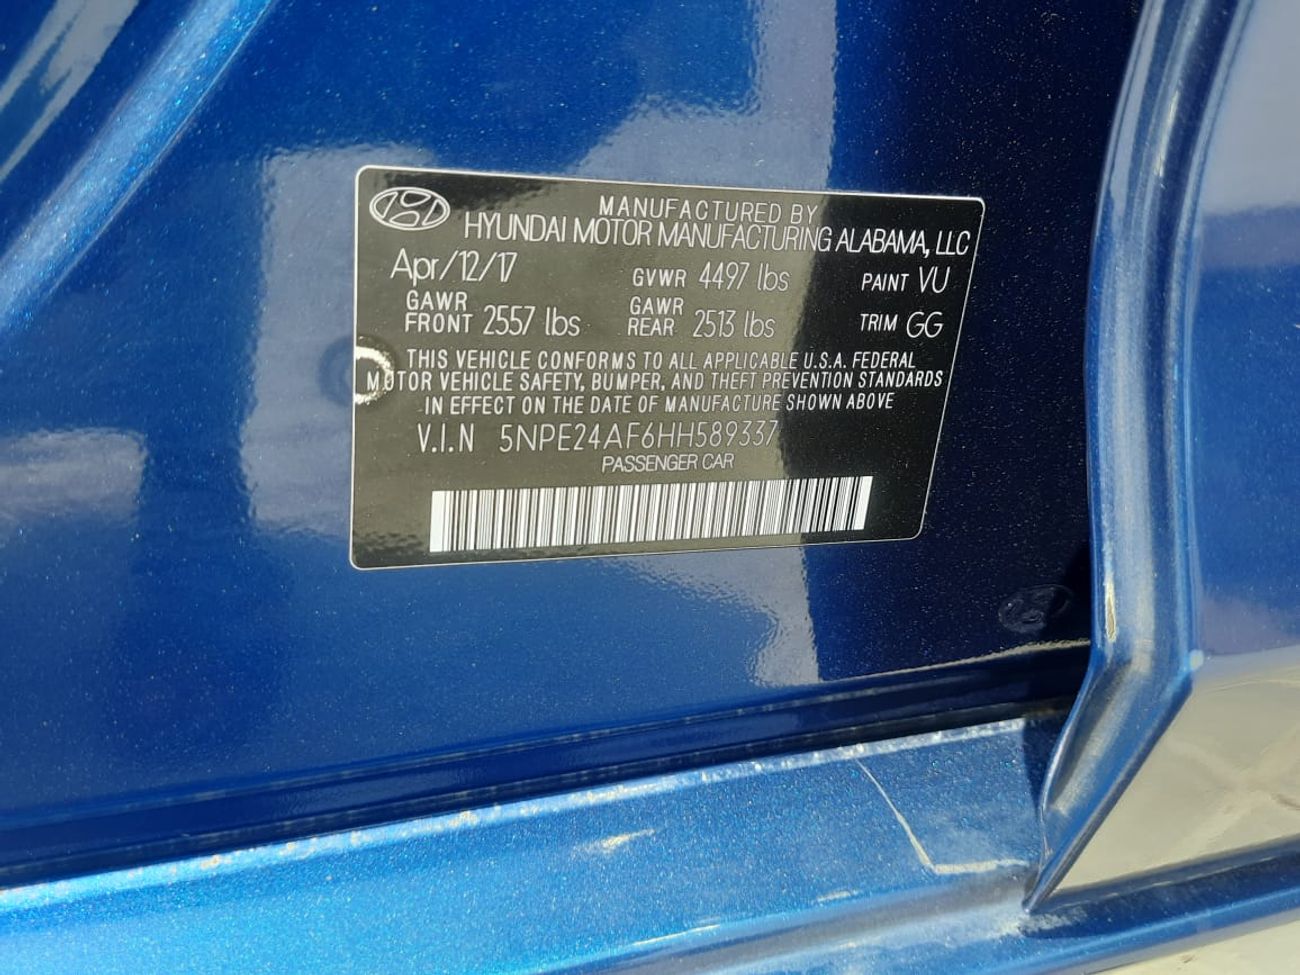 MANUFACTURED BY
HYUNDAI MOTOR MANUFACTURING ALABAMA, LLC
Apr/12/17 GVWR 4497 lbs PAINT VU
GAWR FRONT 2557 lbs GAWR REAR 2513 lbs TRIM GG
THIS VEHICLE CONFORMS TO ALL APPLICABLE U.S.A. FEDERAL
MOTOR VEHICLE SAFETY, BUMPER, AND THEFT PREVENTION STANDARDS
IN EFFECT ON THE DATE OF MANUFACTURE SHOWN ABOVE
V.I.N 5NPE24AF6HH589337
PASSENGER CAR